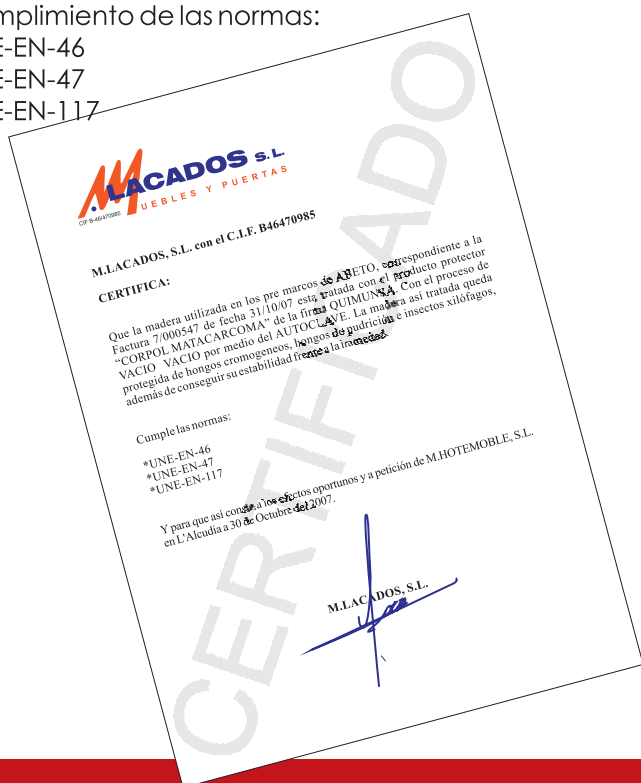 mplimiento de las normas:
E-EN-46
E-EN-47
E-EN-117
M.LACADOS S.L.
UEBLES Y PUERTAS
CIF B-46/470985
M.LACADOS, S.L. con el C.I.F. B46470985
CERTIFICA:
Que la madera utilizada en los pre marcos de ABETO, correspondiente a la
Factura 7/000547 de fecha 31/10/07 esta tratada con el producto protector
“CORPOL MATACARCOMA” de la firma QUIMUNSA. Con el proceso de
VACIO VACIO por medio del AUTOCLAVE. La madera así tratada queda
protegida de hongos cromogeneos, hongos de pudrición e insectos xilófagos,
además de conseguir su estabilidad frente a la humedad.
Cumple las normas:
*UNE-EN-46
*UNE-EN-47
*UNE-EN-117
Y para que así conste a los efectos oportunos y a petición de M.HOTEMOBLE, S.L.
en L'Alcudia a 30 de Octubre del 2007.
M.LACADOS, S.L.
CERTIFICADO